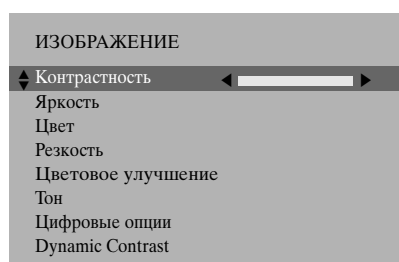 ИЗОБРАЖЕНИЕ
Контрастность
Яркость
Цвет
Резкость
Цветовое улучшение
Тон
Цифровые опции
Dynamic Contrast